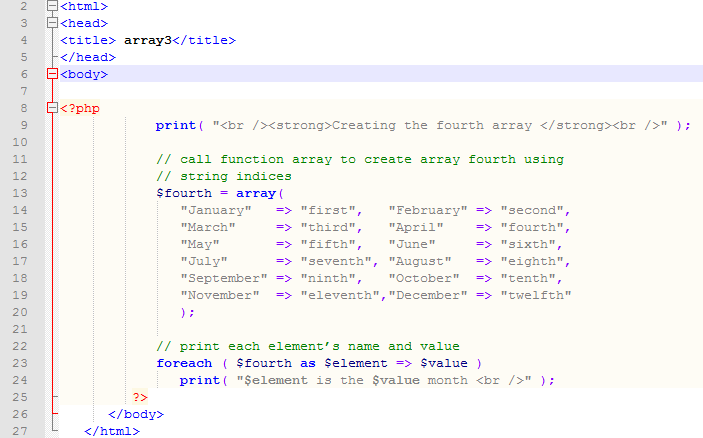 2 <html>
3 <head>
4 <title> array3</title>
5 </head>
6 <body>
7
8 <?php
9 print( "<br /><strong>Creating the fourth array </strong><br />" );
10
11 // call function array to create array fourth using
12 // string indices
13 $fourth = array(
14 "January" => "first", "February" => "second",
15 "March" => "third", "April" => "fourth",
16 "May" => "fifth", "June" => "sixth",
17 "July" => "seventh", "August" => "eighth",
18 "September" => "ninth", "October" => "tenth",
19 "November" => "eleventh","December" => "twelfth"
20 );
21
22 // print each element’s name and value
23 foreach ( $fourth as $element => $value )
24 print( "$element is the $value month <br />" );
25 ?>
26 </body>
27 </html>